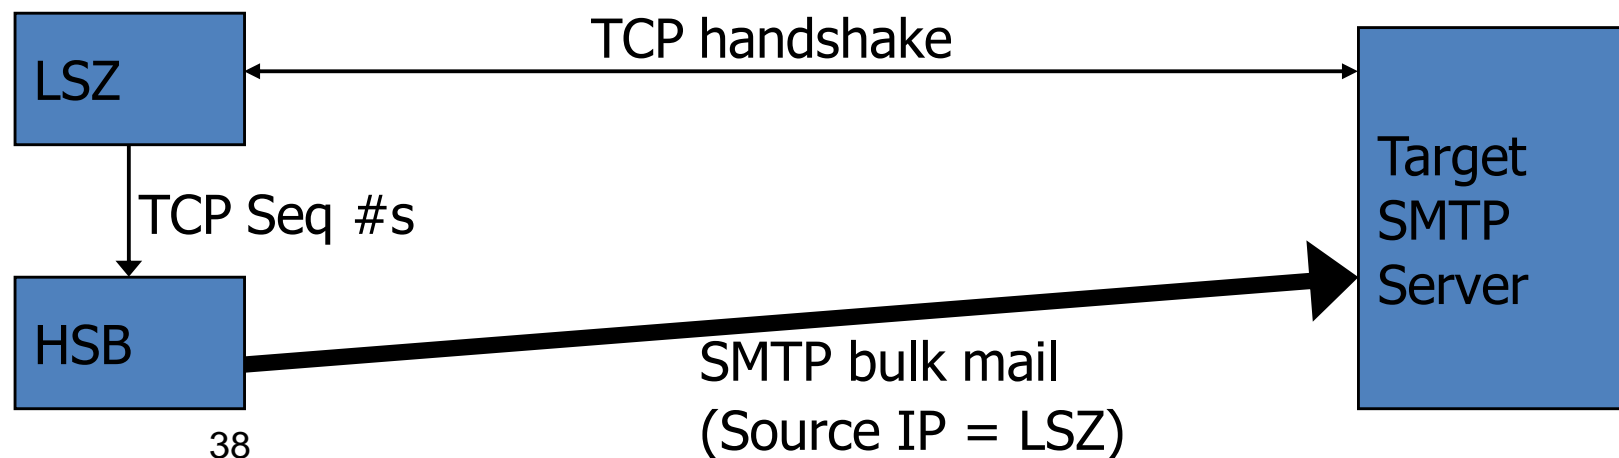 LSZ
TCP handshake
Target
SMTP
Server
TCP Seq #s
HSB
SMTP bulk mail
(Source IP = LSZ)
38